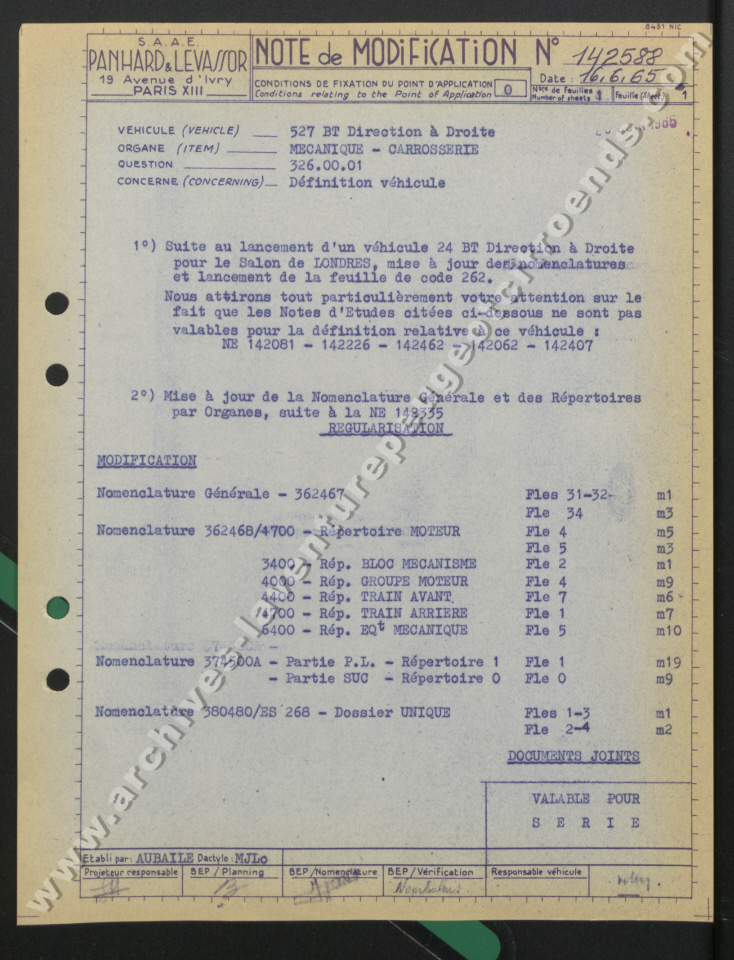 8431 NIC
S.A.A.E.
PANHARD & LEVASSOR
19 Avenue d'Ivry
PARIS XIII
NOTE de MODIFICATION N° 142588
Date : 16.6.65
CONDITIONS DE FIXATION DU POINT D'APPLICATION
Conditions relating to the Point of Application
0
Nbre de feuilles
Number of sheets 1
Feuille (Sheet) 1
1965
VEHICULE (VEHICLE) 527 BT Direction à Droite
ORGANE (ITEM) MECANIQUE - CARROSSERIE
QUESTION 326.00.01
CONCERNE (CONCERNING) Définition véhicule
1°) Suite au lancement d'un véhicule 24 BT Direction à Droite
pour le Salon de LONDRES, mise à jour des nomenclatures
et lancement de la feuille de code 262.
Nous attirons tout particulièrement votre attention sur le
fait que les Notes d'Etudes citées ci-dessous ne sont pas
valables pour la définition relative à ce véhicule :
NE 142081 - 142226 - 142462 - 142062 - 142407
2°) Mise à jour de la Nomenclature Générale et des Répertoires
par Organes, suite à la NE 142335
REGULARISATION
MODIFICATION
Nomenclature Générale - 362467 Fles 31-32- m1
Fle 34 m3
Nomenclature 362468/4700 - Répertoire MOTEUR Fle 4 m5
Fle 5 m3
3400 - Rép. BLOC MECANISME Fle 2 m1
4000 - Rép. GROUPE MOTEUR Fle 4 m9
4400 - Rép. TRAIN AVANT Fle 7 m6
4700 - Rép. TRAIN ARRIERE Fle 1 m7
6400 - Rép. EQt MECANIQUE Fle 5 m10
Nomenclature 374500A - Partie P.L. - Répertoire 1 Fle 1 m19
- Partie SUC - Répertoire 0 Fle 0 m9
Nomenclature 380480/ES 268 - Dossier UNIQUE Fles 1-3 m1
Fle 2-4 m2
DOCUMENTS JOINTS
VALABLE POUR
S E R I E
Etabli par: AUBAILE Dactylo: MJLc
Projeteur responsable
BEP / Planning
BEP / Nomenclature
BEP / Vérification
Responsable véhicule
www.archives-laventurepeugeotcitroends.com